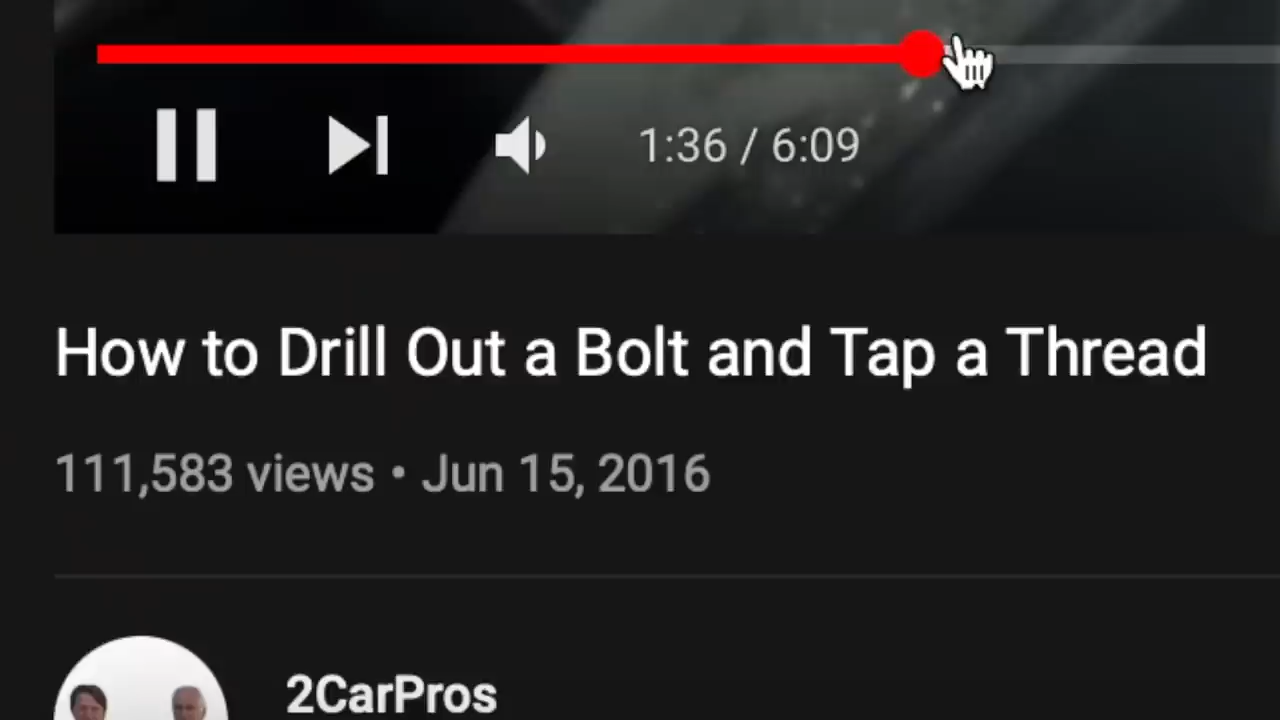 1:36 / 6:09
How to Drill Out a Bolt and Tap a Thread
111,583 views • Jun 15, 2016
2CarPros